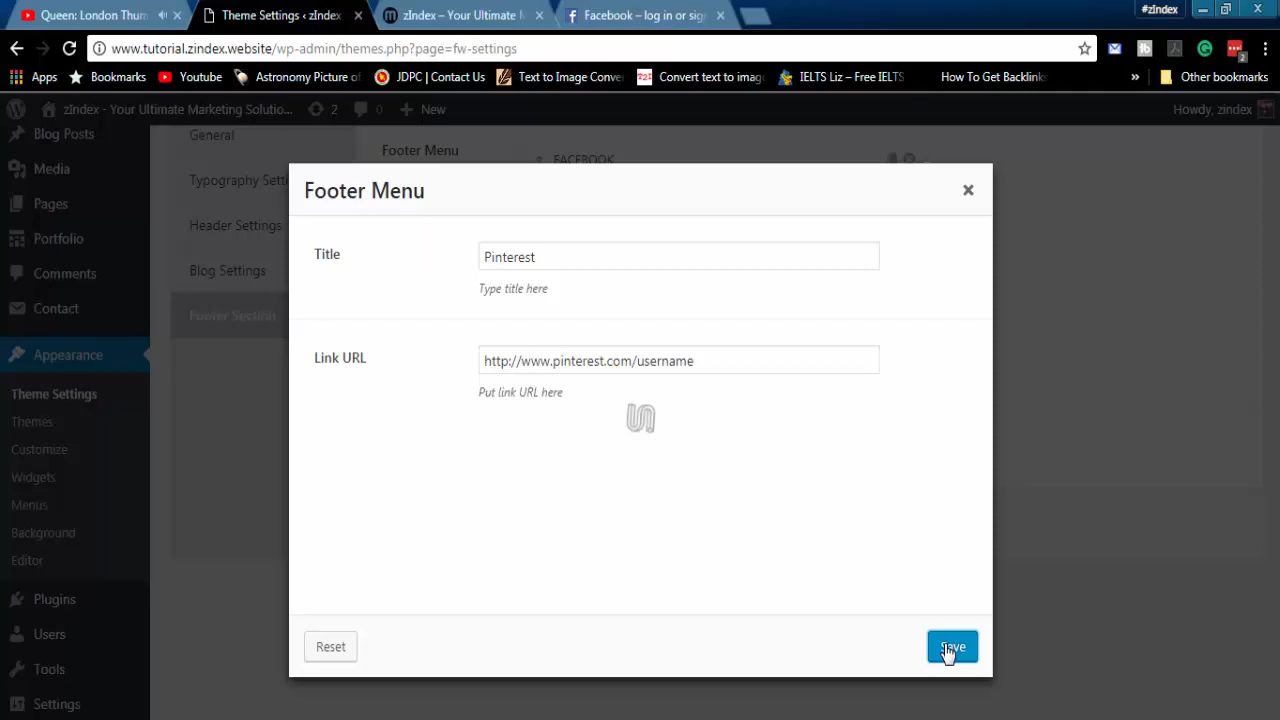 Queen: London Thum
Theme Settings ‹ zIndex
zIndex – Your Ultimate M
Facebook – log in or sig
#zIndex
www.tutorial.zindex.website/wp-admin/themes.php?page=fw-settings
Apps
Bookmarks
Youtube
Astronomy Picture of
JDPC | Contact Us
Text to Image Conve
Convert text to imag
IELTS Liz – Free IELTS
How To Get Backlink
»
Other bookmarks
zIndex - Your Ultimate Marketing Solutio...
2
0
New
Howdy, zindex
Blog Posts
Media
Pages
Portfolio
Comments
Contact
Appearance
Theme Settings
Themes
Customize
Widgets
Menus
Background
Editor
Plugins
Users
Tools
Settings
General
Typography Sett
Header Settings
Blog Settings
Footer Section
Footer Menu
FACEBOOK
Footer Menu
Title
Pinterest
Type title here
Link URL
http://www.pinterest.com/username
Put link URL here
Reset
Save